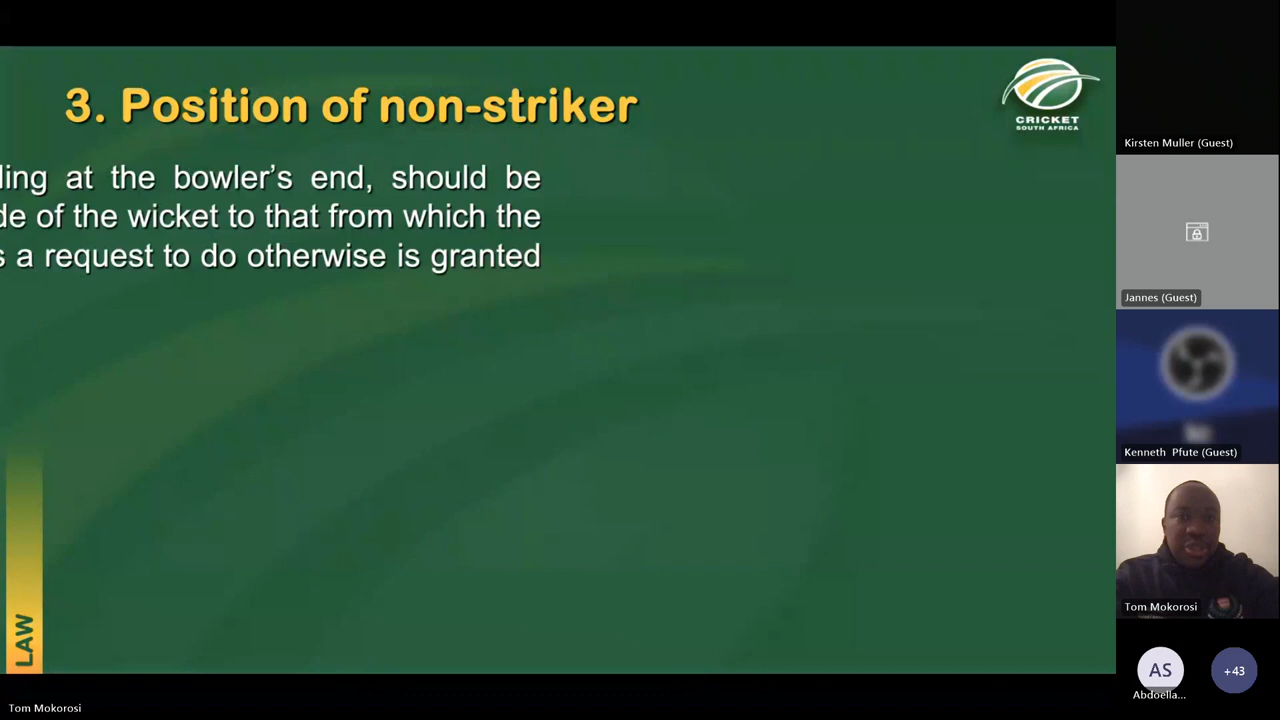 3. Position of non-striker
CRICKET
SOUTH AFRICA
ling at the bowler's end, should be
de of the wicket to that from which the
s a request to do otherwise is granted
LAW
Kirsten Muller (Guest)
Jannes (Guest)
Kenneth Pfute (Guest)
Tom Mokorosi
AS
+43
Abdoella...
Tom Mokorosi